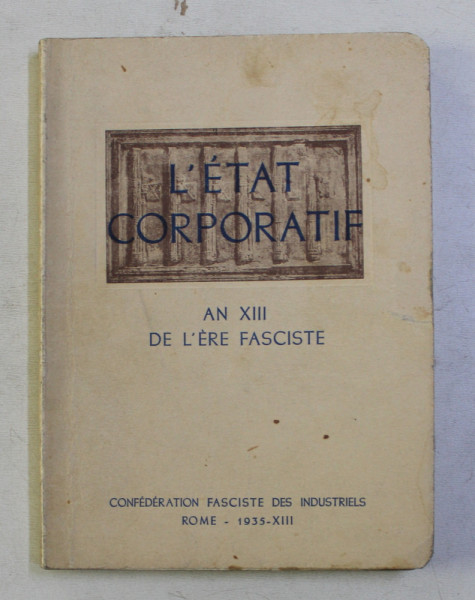 L'ÉTAT
CORPORATIF
AN XIII
DE L'ÈRE FASCISTE
CONFÉDÉRATION FASCISTE DES INDUSTRIELS
ROME - 1935-XIII